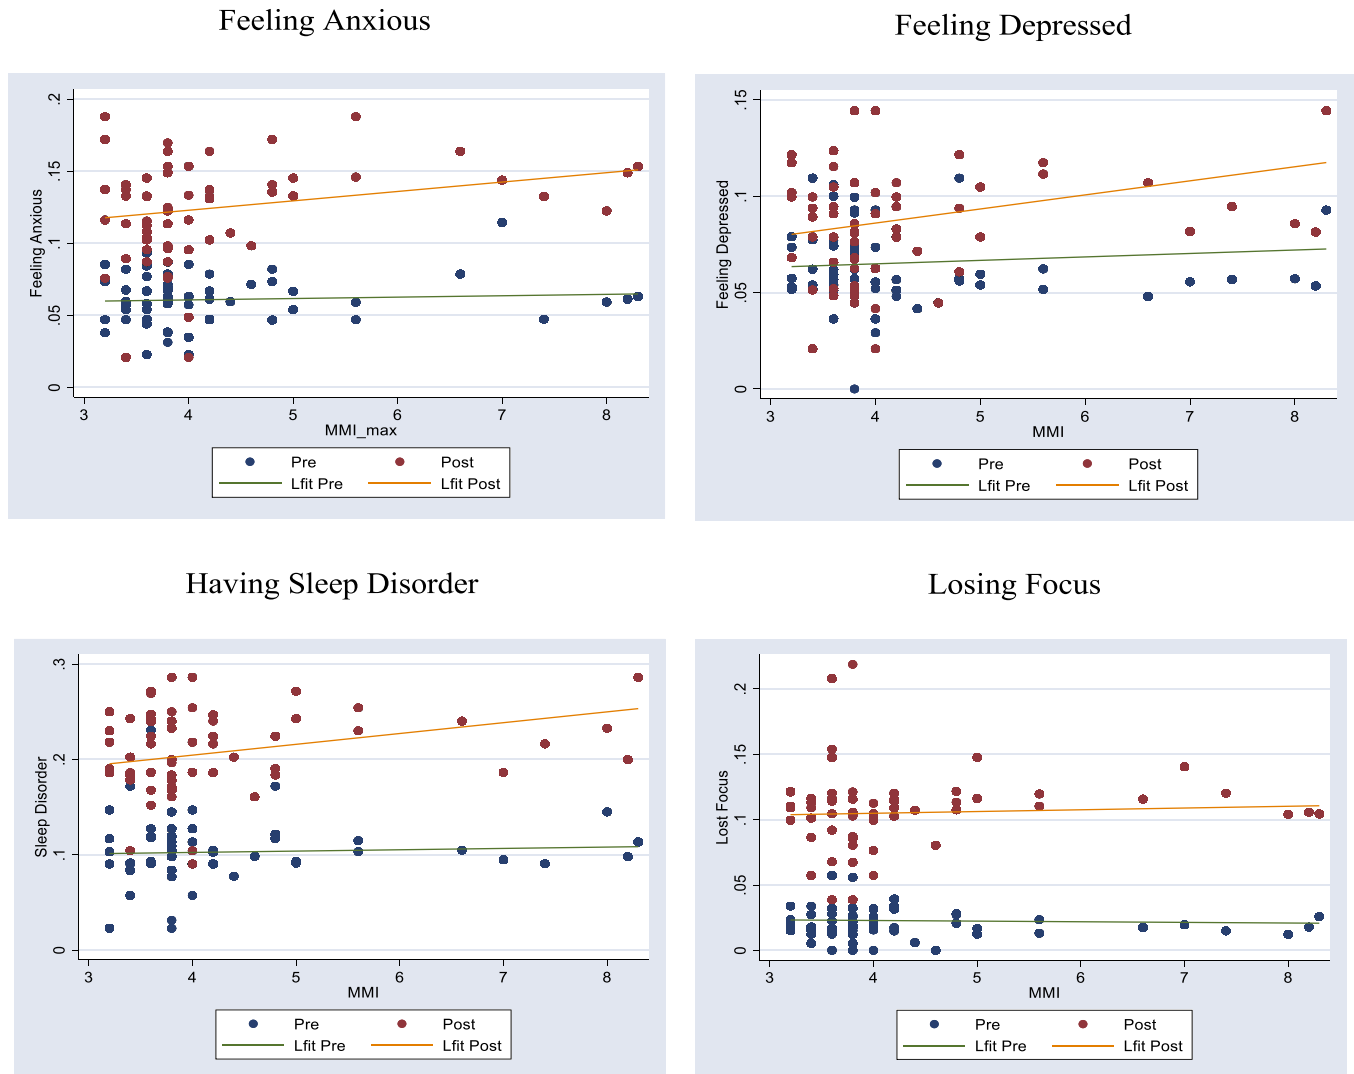 Feeling Anxious
Feeling Depressed
.2
.15
.1
.05
0
Feeling Anxious
3 4 5 6 7 8
MMI_max
Pre Post
Lfit Pre Lfit Post
.15
.1
.05
0
Feeling Depressed
3 4 5 6 7 8
MMI
Pre Post
Lfit Pre Lfit Post
Having Sleep Disorder
Losing Focus
.3
.2
.1
0
Sleep Disorder
3 4 5 6 7 8
MMI
Pre Post
Lfit Pre Lfit Post
.2
.15
.1
.05
0
Lost Focus
3 4 5 6 7 8
MMI
Pre Post
Lfit Pre Lfit Post